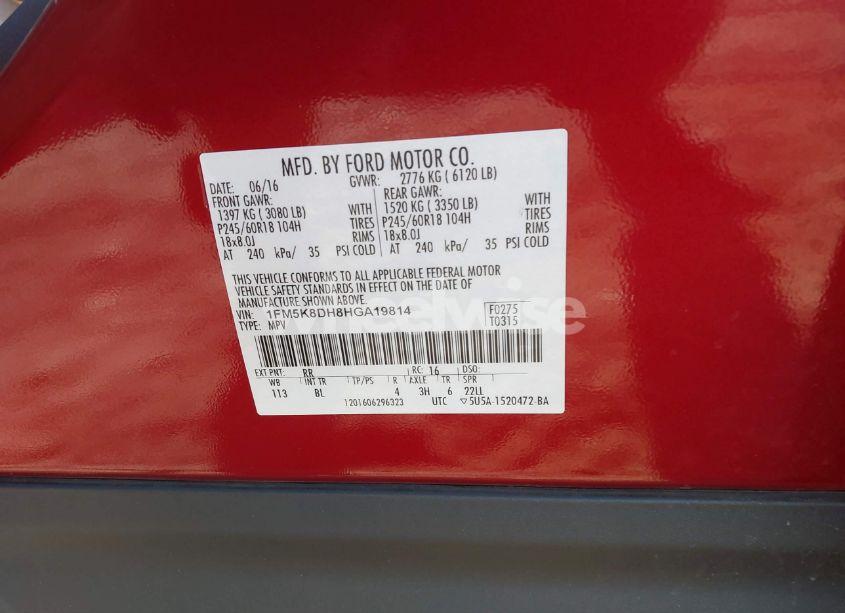 MFD. BY FORD MOTOR CO.
DATE: 06/16 GVWR: 2776 KG ( 6120 LB)
FRONT GAWR: REAR GAWR:
1397 KG ( 3080 LB) WITH 1520 KG ( 3350 LB) WITH
P245/60R18 104H TIRES P245/60R18 104H TIRES
18x8.0J RIMS 18x8.0J RIMS
AT 240 kPa/ 35 PSI COLD AT 240 kPa/ 35 PSI COLD
THIS VEHICLE CONFORMS TO ALL APPLICABLE FEDERAL MOTOR
VEHICLE SAFETY STANDARDS IN EFFECT ON THE DATE OF
MANUFACTURE SHOWN ABOVE.
VIN: 1FM5K8DH8HGA19814 F0275
TYPE: MPV T0315
wheelwise
EXT PNT: RR RC: 16 DSO:
WB INT TR TP/PS R AXLE TR SPR
113 BL 4 3H 6 22LL
1201606296323 UTC 5U5A-1520472-BA